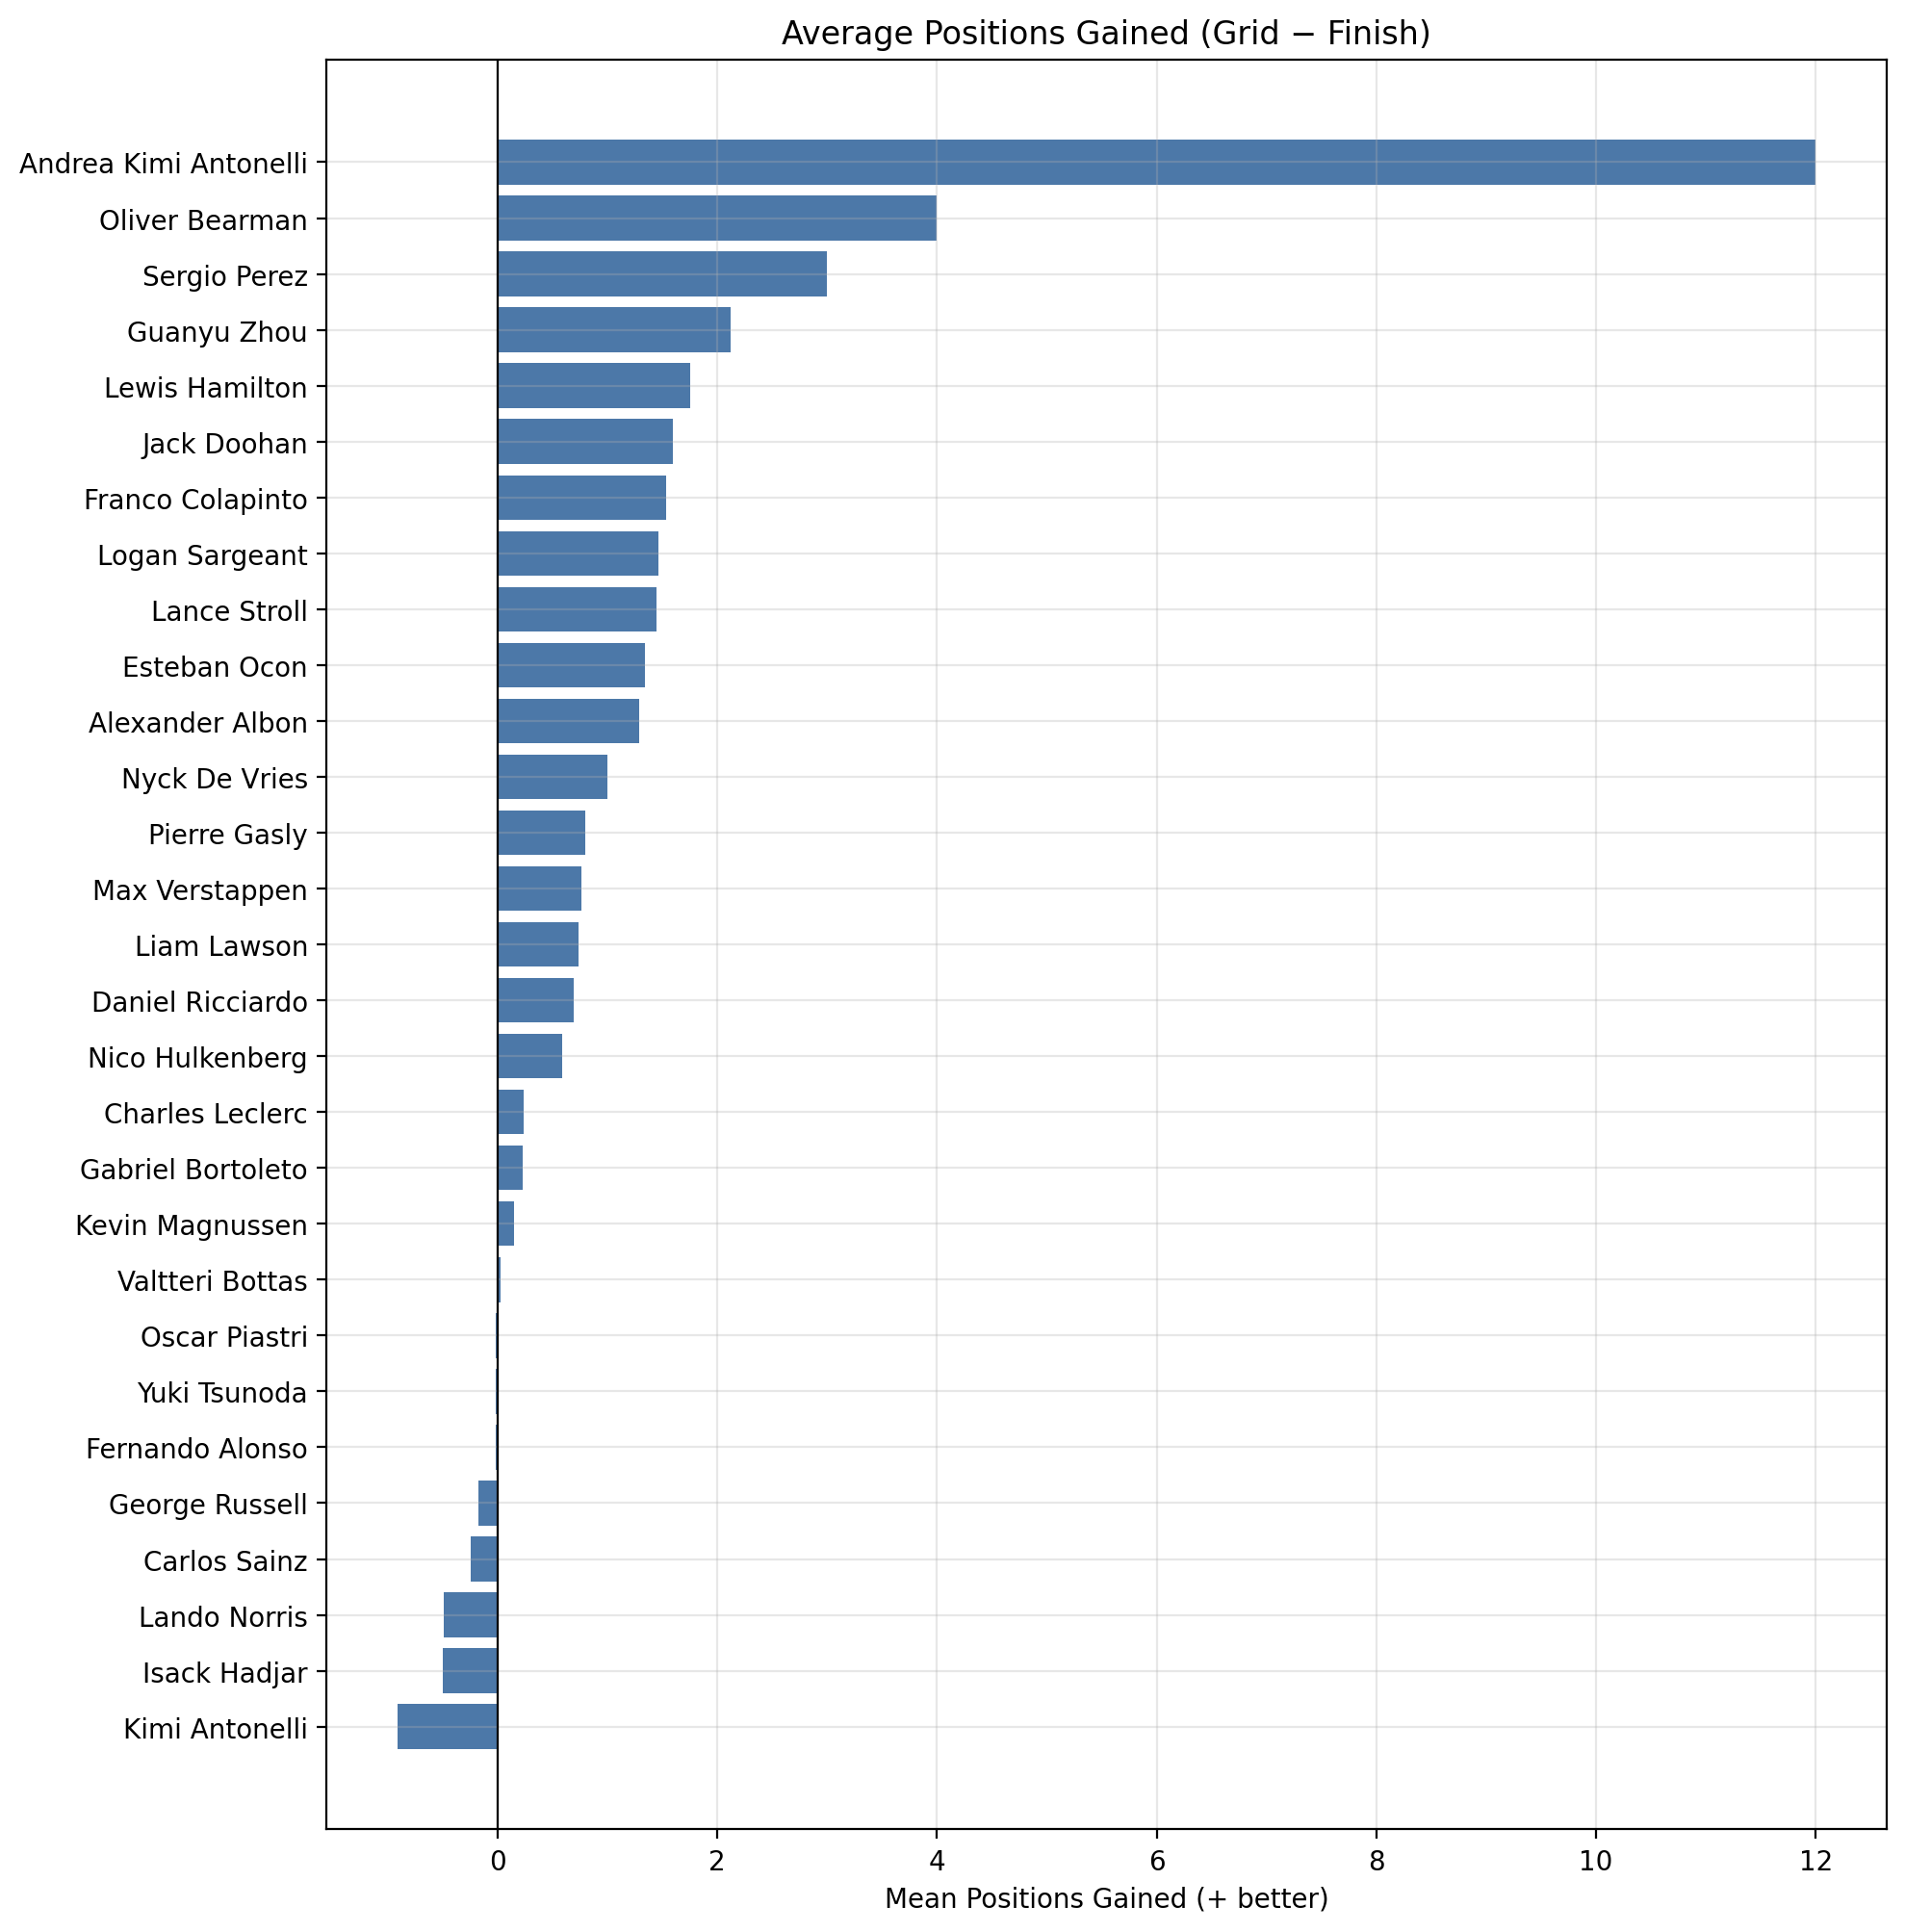 Average Positions Gained (Grid − Finish)
Andrea Kimi Antonelli
Oliver Bearman
Sergio Perez
Guanyu Zhou
Lewis Hamilton
Jack Doohan
Franco Colapinto
Logan Sargeant
Lance Stroll
Esteban Ocon
Alexander Albon
Nyck De Vries
Pierre Gasly
Max Verstappen
Liam Lawson
Daniel Ricciardo
Nico Hulkenberg
Charles Leclerc
Gabriel Bortoleto
Kevin Magnussen
Valtteri Bottas
Oscar Piastri
Yuki Tsunoda
Fernando Alonso
George Russell
Carlos Sainz
Lando Norris
Isack Hadjar
Kimi Antonelli
0 2 4 6 8 10 12
Mean Positions Gained (+ better)